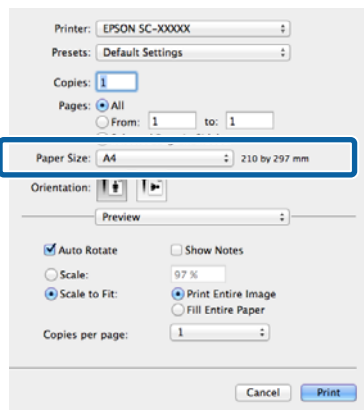 Printer: EPSON SC-XXXXX
Presets: Default Settings
Copies: 1
Pages: All
From: 1 to: 1
Paper Size: A4 210 by 297 mm
Orientation:
Preview
Auto Rotate Show Notes
Scale: 97 %
Scale to Fit: Print Entire Image
Fill Entire Paper
Copies per page: 1
Cancel Print